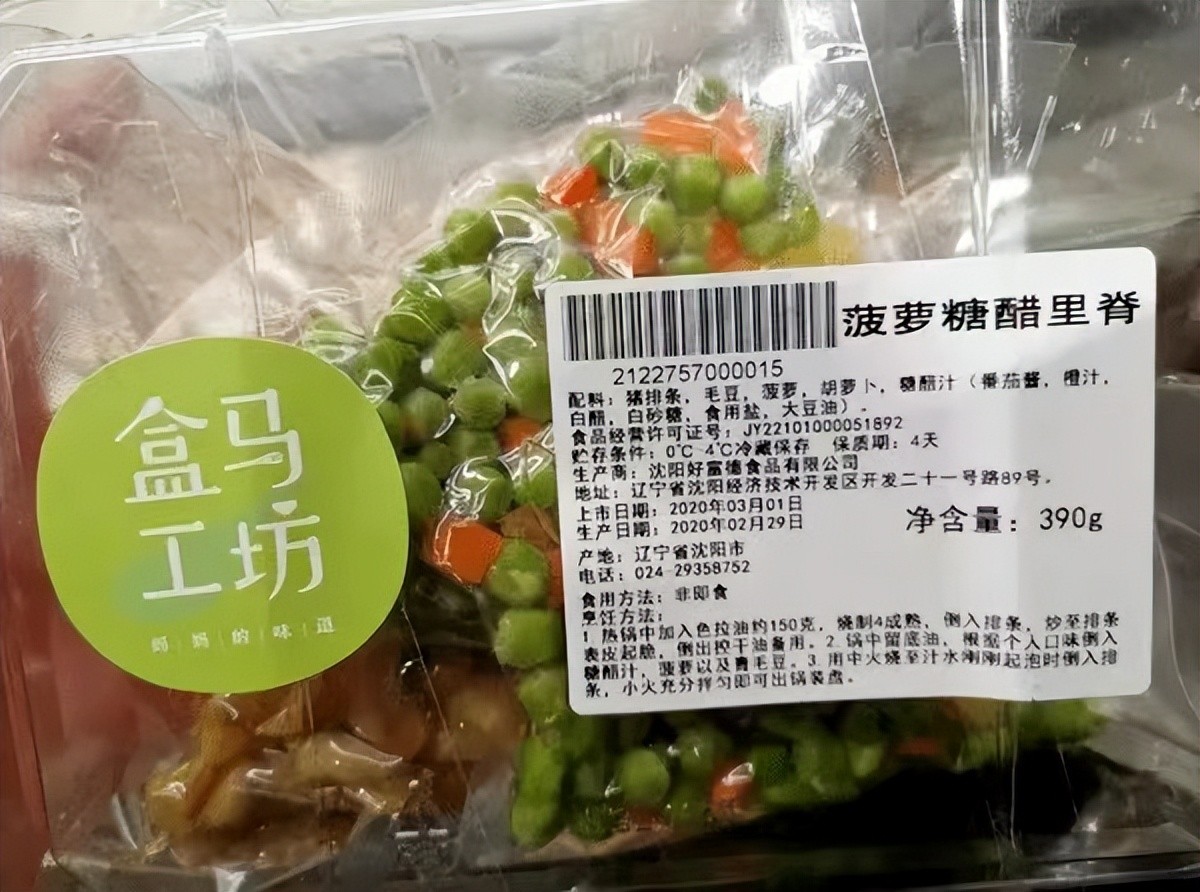 盒马
工坊
妈|妈|的|味|道
菠萝糖醋里脊
2122757000015
配料：猪排条，毛豆，菠萝，胡萝卜，糖醋汁（番茄酱，橙汁，
白醋，白砂糖，食用盐，大豆油）。
食品经营许可证号：JY22101000051892
贮存条件：0℃-4℃冷藏保存 保质期：4天
生产商：沈阳好富德食品有限公司
地址：辽宁省沈阳经济技术开发区开发二十一号路89号。
上市日期：2020年03月01日
生产日期：2020年02月29日
净含量：390g
产地：辽宁省沈阳市
电话：024-29358752
食用方法：非即食
烹饪方法：
1.热锅中加入色拉油约150克，烧制4成熟，倒入排条，炒至排条
表皮起脆，倒出控干油备用。2.锅中留底油，根据个人口味倒入
糖醋汁，菠萝以及青毛豆。3.用中火烧至汁水刚刚起泡时倒入排
条，小火充分拌匀即可出锅装盘。